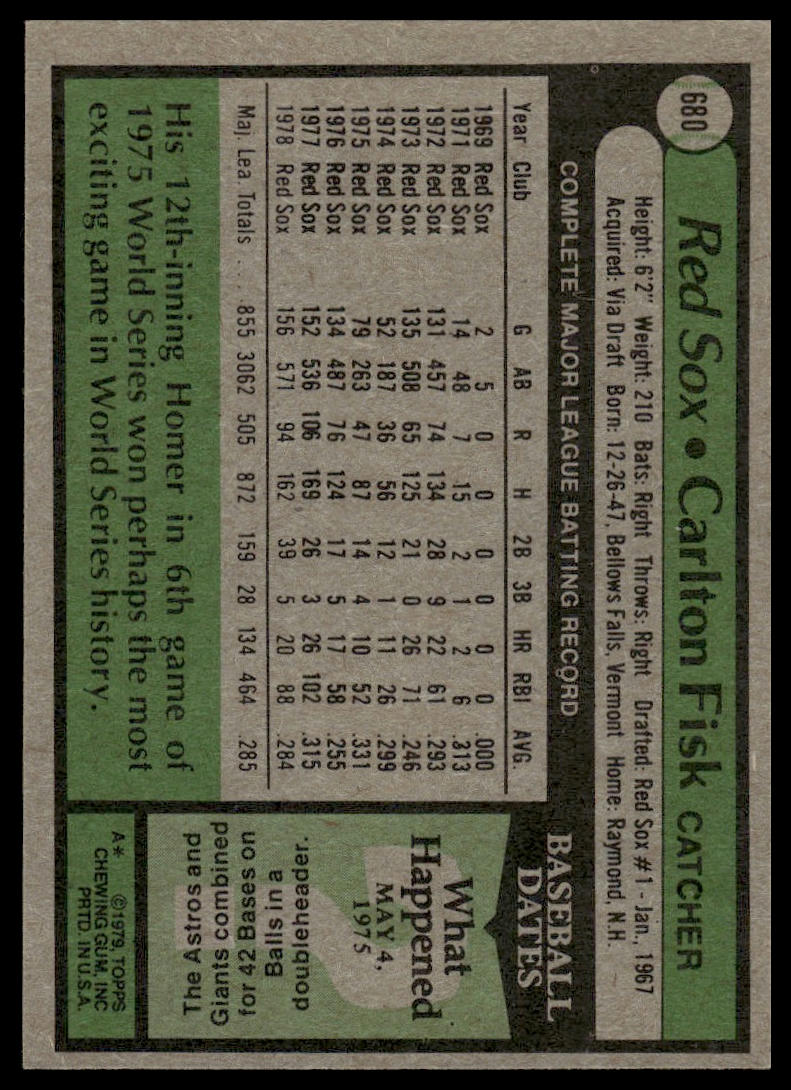 680
Red Sox • Carlton Fisk CATCHER
Height: 6'2" Weight: 210 Bats: Right Throws: Right Drafted: Red Sox #1 - Jan., 1967
Acquired: Via Draft Born: 12-26-47, Bellows Falls, Vermont Home: Raymond, N.H.
COMPLETE MAJOR LEAGUE BATTING RECORD
Year Club G AB R H 2B 3B HR RBI AVG.
1969 Red Sox 2 5 0 0 0 0 0 0 .000
1971 Red Sox 14 48 7 15 2 1 2 6 .313
1972 Red Sox 131 457 74 134 28 9 22 61 .293
1973 Red Sox 135 508 65 125 21 0 26 71 .246
1974 Red Sox 52 187 36 56 12 1 11 26 .299
1975 Red Sox 79 263 47 87 14 4 10 52 .331
1976 Red Sox 134 487 76 124 17 5 17 58 .255
1977 Red Sox 152 536 106 169 26 3 26 102 .315
1978 Red Sox 156 571 94 162 39 5 20 88 .284
Maj. Lea. Totals . . . . 855 3062 505 872 159 28 134 464 .285
His 12th-inning Homer in 6th game of
1975 World Series won perhaps the most
exciting game in World Series history.
BASEBALL
DATES
What
Happened
MAY 4,
1975
The Astros and
Giants combined
for 42 Bases on
Balls in a
doubleheader.
A* ©1979, TOPPS
CHEWING GUM, INC
PRTD. IN U.S.A.